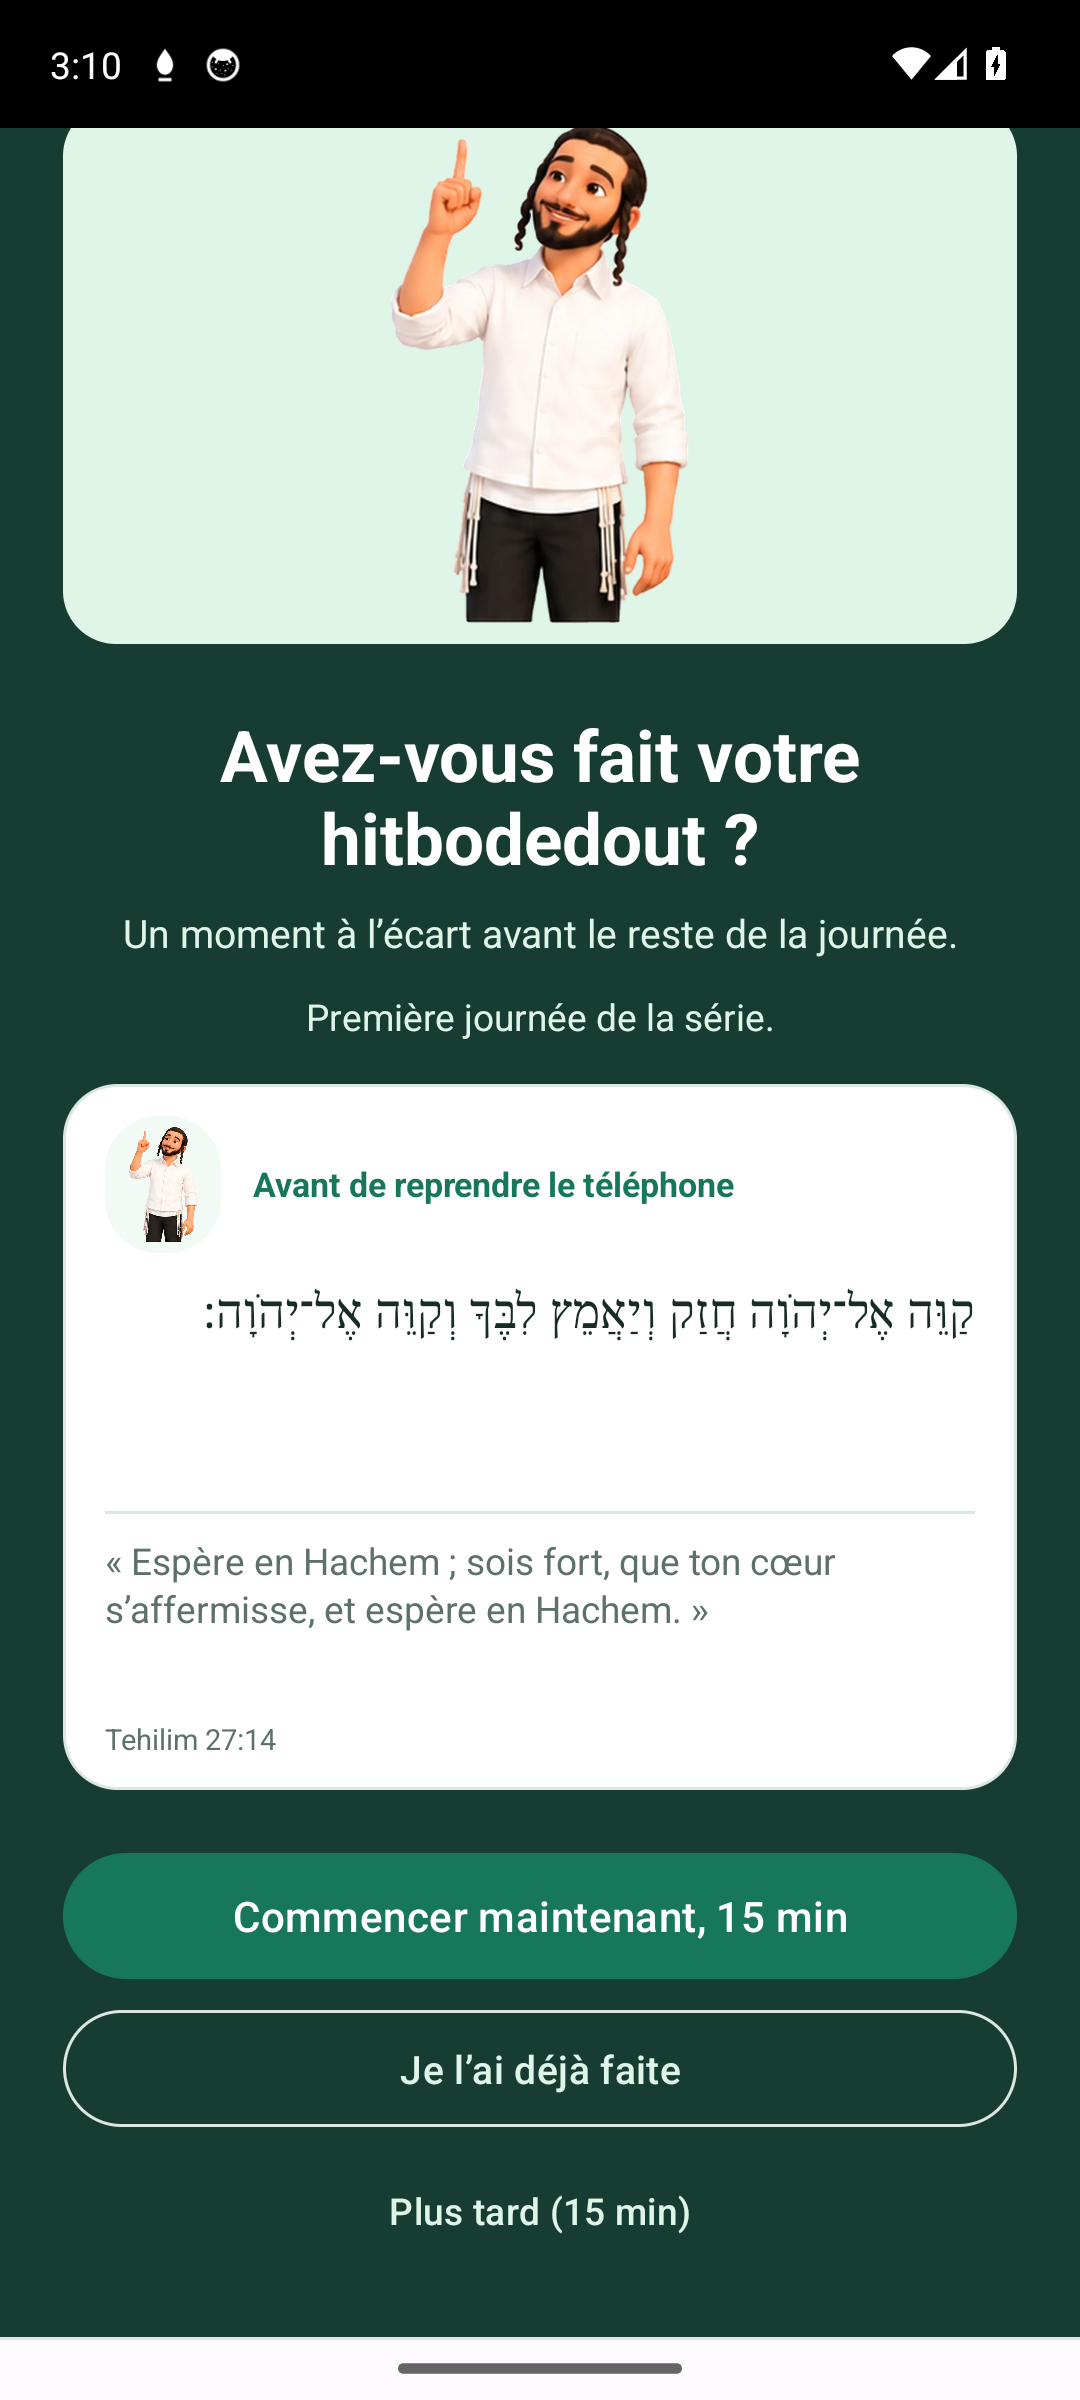 3:10
Avez-vous fait votre
hitbodedout ?
Un moment à l’écart avant le reste de la journée.
Première journée de la série.
Avant de reprendre le téléphone
קַוֵּה אֶל־יְהֹוָה חֲזַק וְיַאֲמֵץ לִבֶּךָ וְקַוֵּה אֶל־יְהֹוָה:
« Espère en Hachem ; sois fort, que ton cœur
s’affermisse, et espère en Hachem. »
Tehilim 27:14
Commencer maintenant, 15 min
Je l’ai déjà faite
Plus tard (15 min)